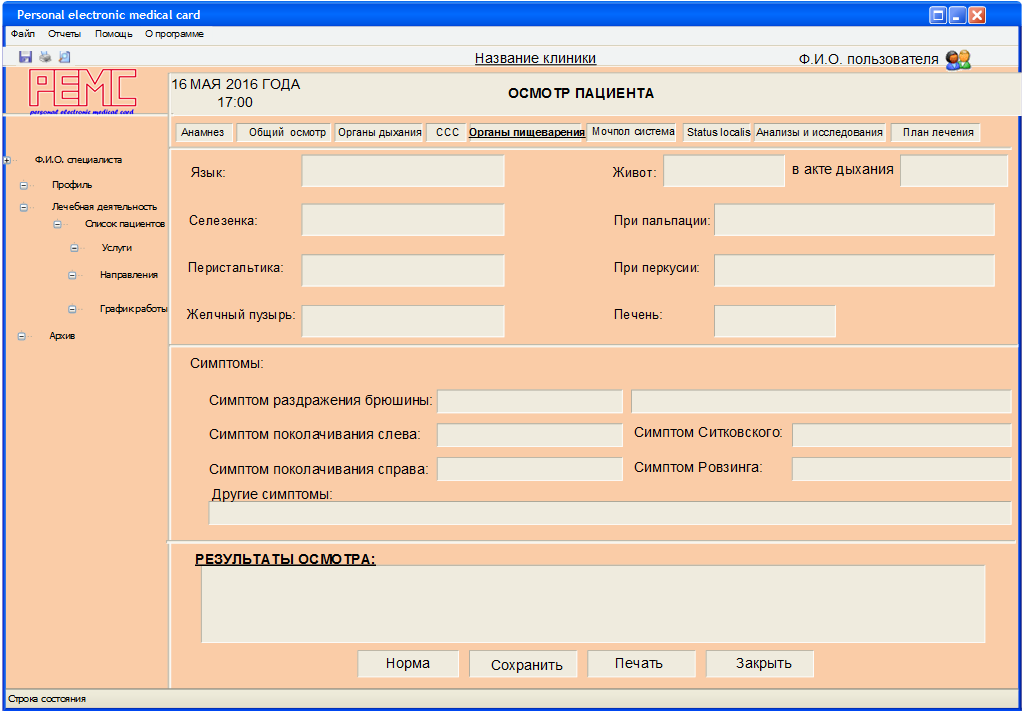 Personal electronic medical card
Файл Отчеты Помощь О программе
Название клиники
Ф.И.О. пользователя
PEMC
personal electronic medical card
16 МАЯ 2016 ГОДА
17:00
ОСМОТР ПАЦИЕНТА
Анамнез Общий осмотр Органы дыхания ССС Органы пищеварения Мочпол система Status localis Анализы и исследования План лечения
Ф.И.О. специалиста
Профиль
Лечебная деятельность
Список пациентов
Услуги
Направления
График работы
Архив
Язык:
Живот: в акте дыхания
Селезенка:
При пальпации:
Перистальтика:
При перкусии:
Желчный пузырь:
Печень:
Симптомы:
Симптом раздражения брюшины:
Симптом поколачивания слева:
Симптом Ситковского:
Симптом поколачивания справа:
Симптом Ровзинга:
Другие симптомы:
РЕЗУЛЬТАТЫ ОСМОТРА:
Норма Сохранить Печать Закрыть
Строка состояния